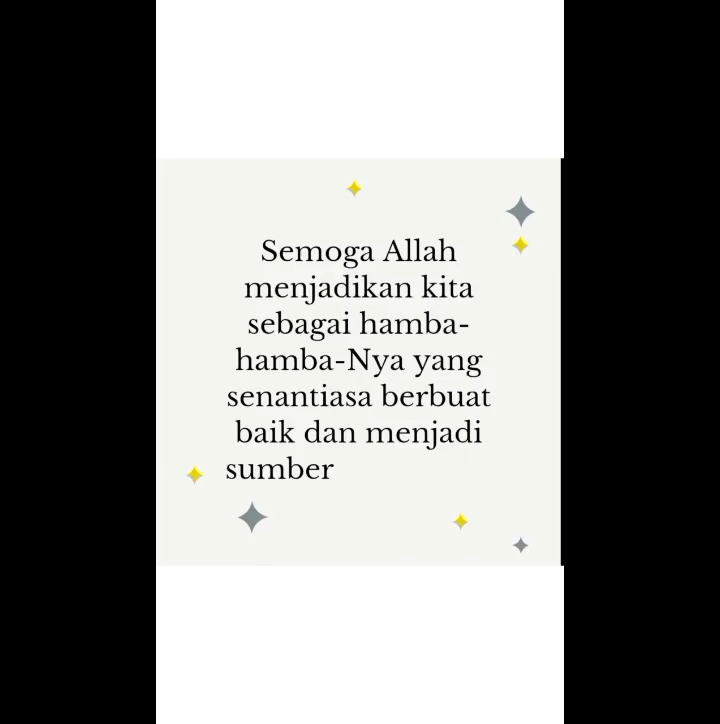 Semoga Allah
menjadikan kita
sebagai hamba-
hamba-Nya yang
senantiasa berbuat
baik dan menjadi
sumber